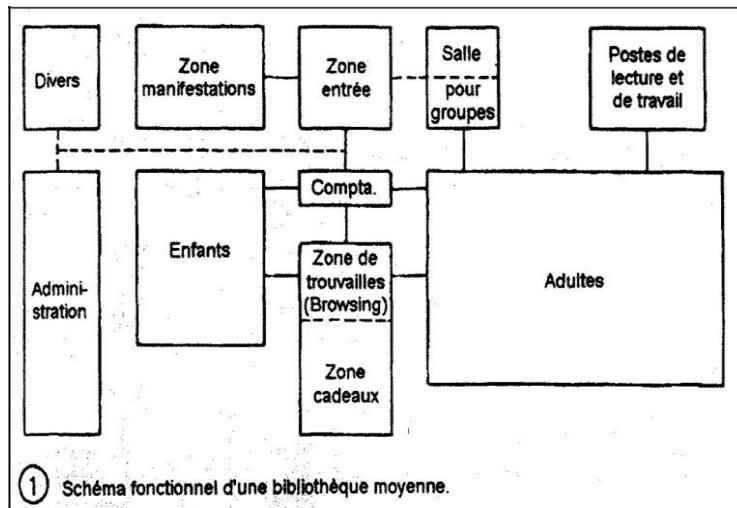 Divers
Zone
manifestations
Zone
entrée
Salle
pour
groupes
Postes de
lecture et
de travail
Admini-
stration
Enfants
Compta.
Zone de
trouvailles
(Browsing)
Zone
cadeaux
Adultes
1 Schéma fonctionnel d'une bibliothèque moyenne.